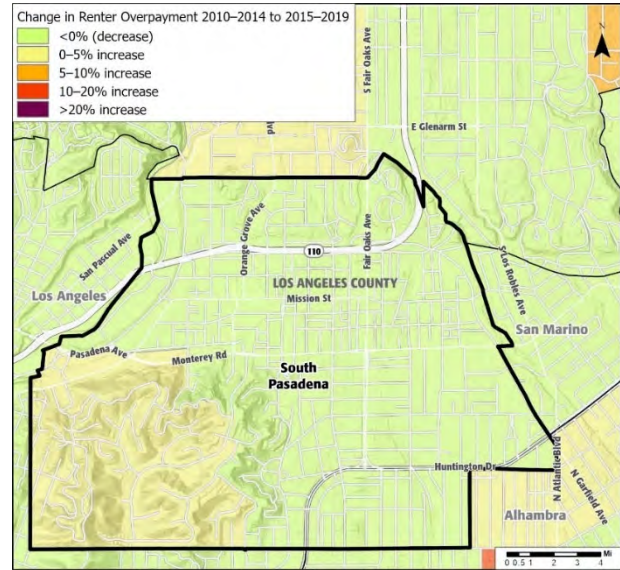 Change in Renter Overpayment 2010–2014 to 2015–2019
<0% (decrease)
0–5% increase
5–10% increase
10–20% increase
>20% increase
N
S Fair Oaks Ave
E Glenarm St
Orange Grove Ave
Fair Oaks Ave
San Pascual Ave
110
S Los Robles Ave
Los Angeles
LOS ANGELES COUNTY
Mission St
San Marino
Pasadena Ave
Monterey Rd
South
Pasadena
Huntington Dr
N Atlantic Blvd
N Garfield Ave
Alhambra
Mi
0 0.5 1 2 3 4